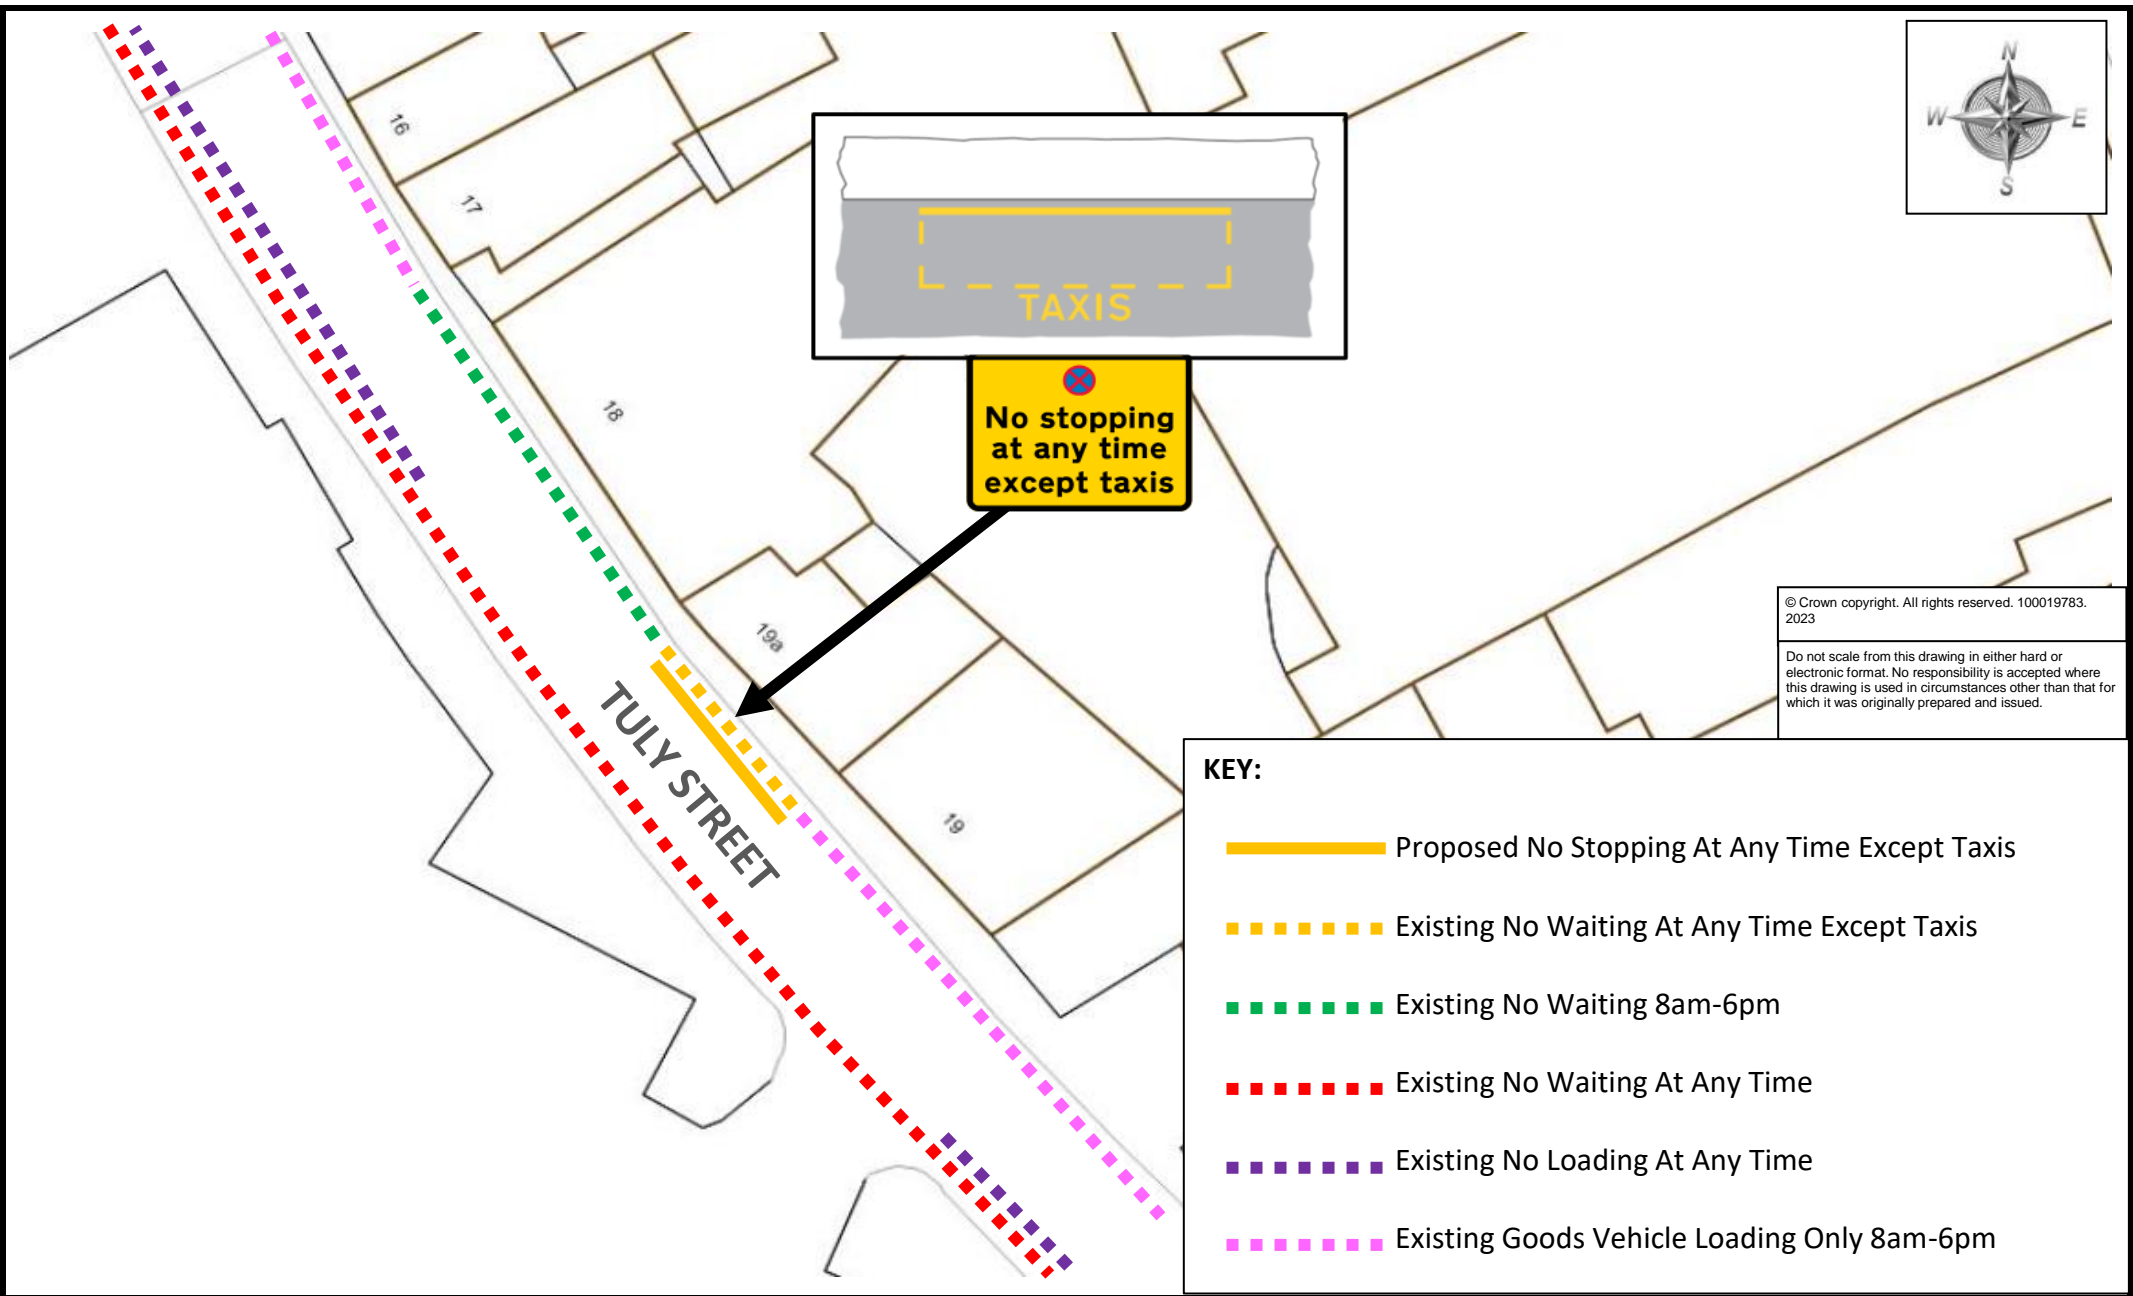 N
W
E
S
16
17
18
19a
19
TAXIS
No stopping
at any time
except taxis
TULY STREET
© Crown copyright. All rights reserved. 100019783.
2023
Do not scale from this drawing in either hard or
electronic format. No responsibility is accepted where
this drawing is used in circumstances other than that for
which it was originally prepared and issued.
KEY:
Proposed No Stopping At Any Time Except Taxis
Existing No Waiting At Any Time Except Taxis
Existing No Waiting 8am-6pm
Existing No Waiting At Any Time
Existing No Loading At Any Time
Existing Goods Vehicle Loading Only 8am-6pm